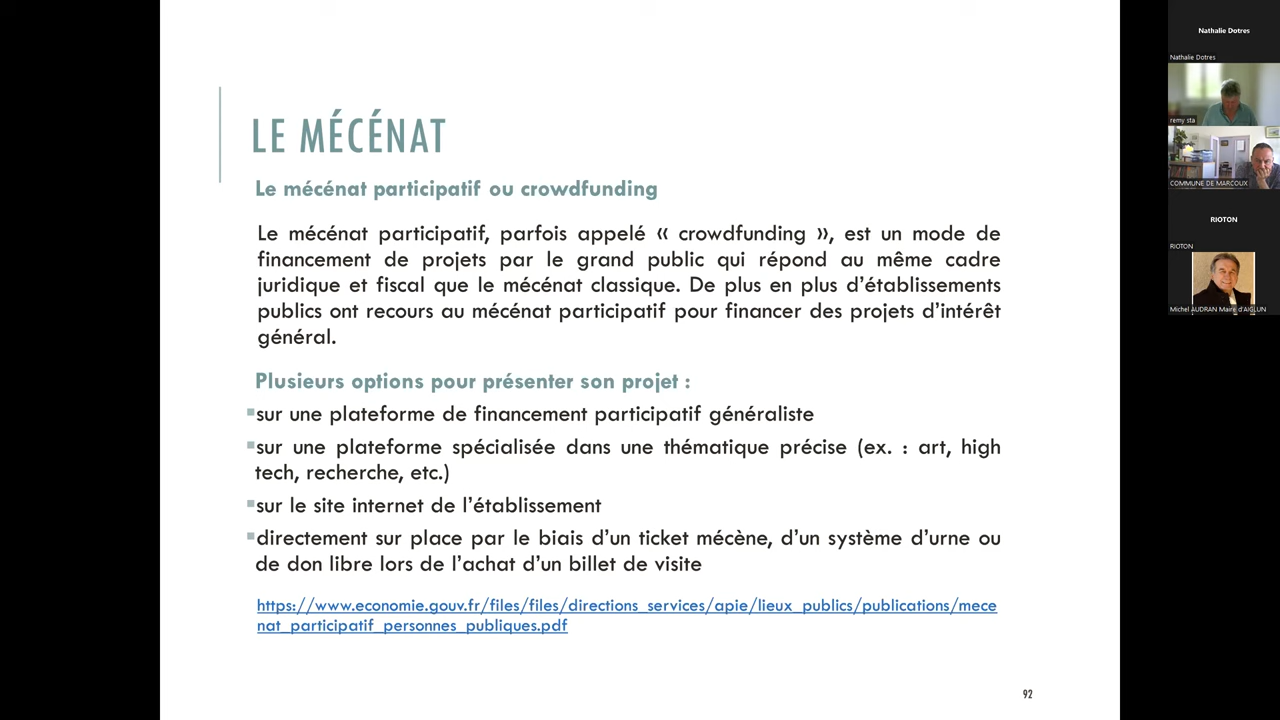 LE MÉCÉNAT
Le mécénat participatif ou crowdfunding
Le mécénat participatif, parfois appelé « crowdfunding », est un mode de
financement de projets par le grand public qui répond au même cadre
juridique et fiscal que le mécénat classique. De plus en plus d'établissements
publics ont recours au mécénat participatif pour financer des projets d'intérêt
général.
Plusieurs options pour présenter son projet :
sur une plateforme de financement participatif généraliste
sur une plateforme spécialisée dans une thématique précise (ex. : art, high
tech, recherche, etc.)
sur le site internet de l'établissement
directement sur place par le biais d'un ticket mécène, d'un système d'urne ou
de don libre lors de l'achat d'un billet de visite
https://www.economie.gouv.fr/files/files/directions_services/apie/lieux_publics/publications/mece
nat_participatif_personnes_publiques.pdf
92
Nathalie Dotres
Nathalie Dotres
remy sta
COMMUNE DE MARCOUX
RIOTON
RIOTON
Michel AUDRAN Maire d'AIGLUN